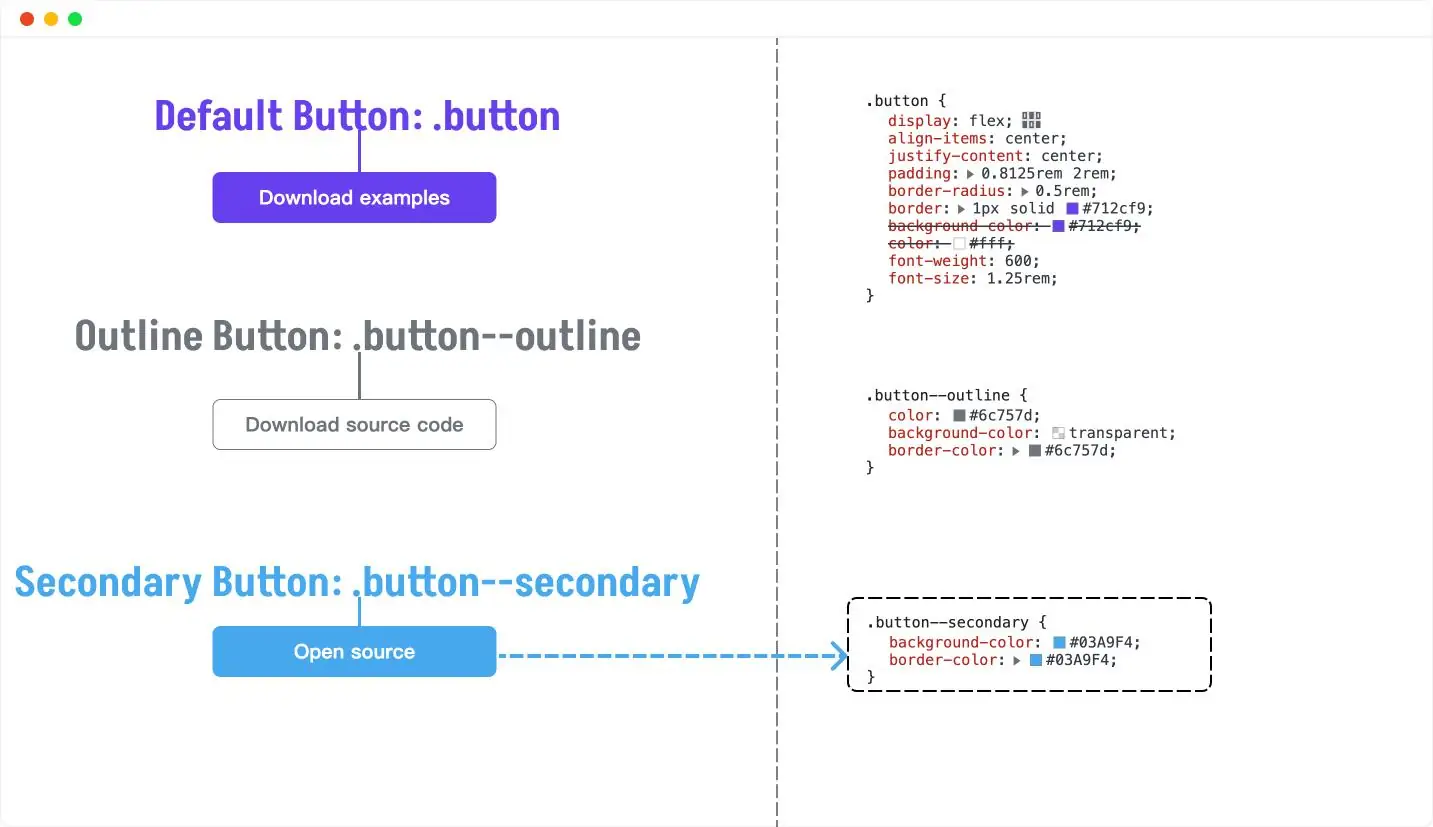 Default Button: .button
Download examples
Outline Button: .button--outline
Download source code
Secondary Button: .button--secondary
Open source
.button {
display: flex;
align-items: center;
justify-content: center;
padding: 0.8125rem 2rem;
border-radius: 0.5rem;
border: 1px solid #712cf9;
background-color: #712cf9;
color: #fff;
font-weight: 600;
font-size: 1.25rem;
}
.button--outline {
color: #6c757d;
background-color: transparent;
border-color: #6c757d;
}
.button--secondary {
background-color: #03A9F4;
border-color: #03A9F4;
}